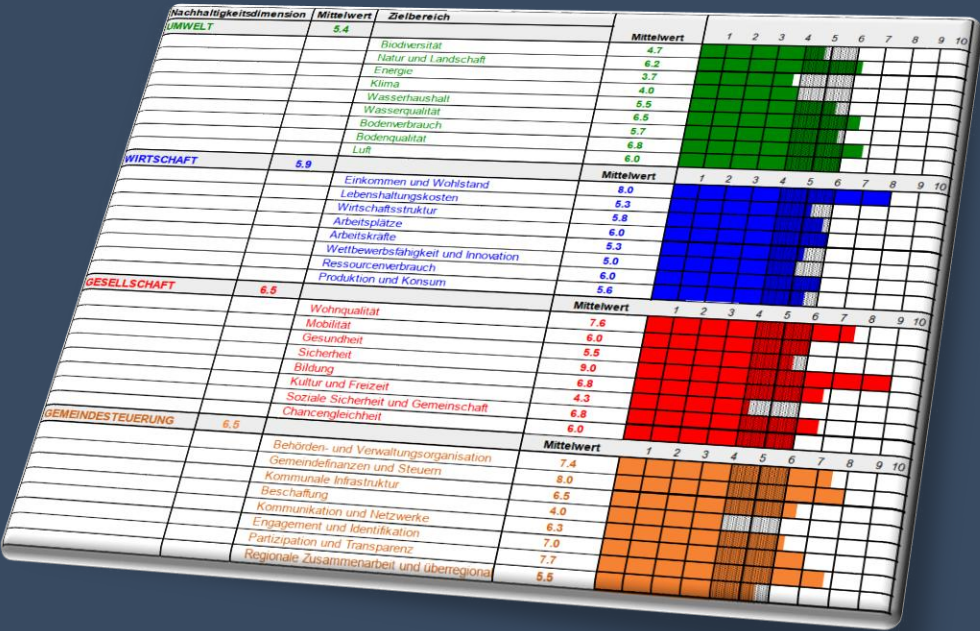 Nachhaltigkeitsdimension Mittelwert Zielbereich Mittelwert 1 2 3 4 5 6 7 8 9 10
UMWELT 5.4
Biodiversität 4.7
Natur und Landschaft 6.2
Energie 3.7
Klima 4.0
Wasserhaushalt 5.5
Wasserqualität 6.5
Bodenverbrauch 5.7
Bodenqualität 6.8
Luft 6.0
WIRTSCHAFT 5.9 Mittelwert 1 2 3 4 5 6 7 8 9 10
Einkommen und Wohlstand 8.0
Lebenshaltungskosten 5.3
Wirtschaftsstruktur 5.8
Arbeitsplätze 6.0
Arbeitskräfte 5.3
Wettbewerbsfähigkeit und Innovation 5.0
Ressourcenverbrauch 6.0
Produktion und Konsum 5.6
GESELLSCHAFT 6.5 Mittelwert 1 2 3 4 5 6 7 8 9 10
Wohnqualität 7.6
Mobilität 6.0
Gesundheit 5.5
Sicherheit 9.0
Bildung 6.8
Kultur und Freizeit 4.3
Soziale Sicherheit und Gemeinschaft 6.8
Chancengleichheit 6.0
GEMEINDESTEUERUNG 6.5 Mittelwert 1 2 3 4 5 6 7 8 9 10
Behörden- und Verwaltungsorganisation 7.4
Gemeindefinanzen und Steuern 8.0
Kommunale Infrastruktur 6.5
Beschaffung 4.0
Kommunikation und Netzwerke 6.3
Engagement und Identifikation 7.0
Partizipation und Transparenz 7.7
Regionale Zusammenarbeit und überregiona 5.5